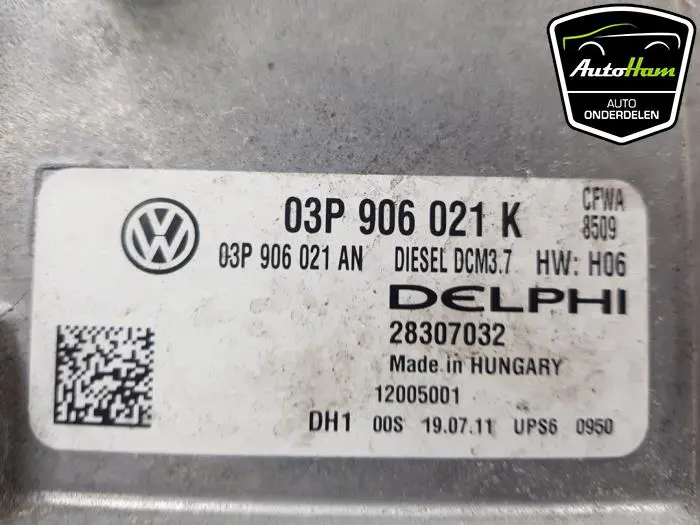 AutoHam
AUTO
ONDERDELEN
03P 906 021 K
CFWA
8509
03P 906 021 AN DIESEL DCM3.7 HW: H06
DELPHI
28307032
Made in HUNGARY
12005001
DH1 00S 19.07.11 UPS6 0950